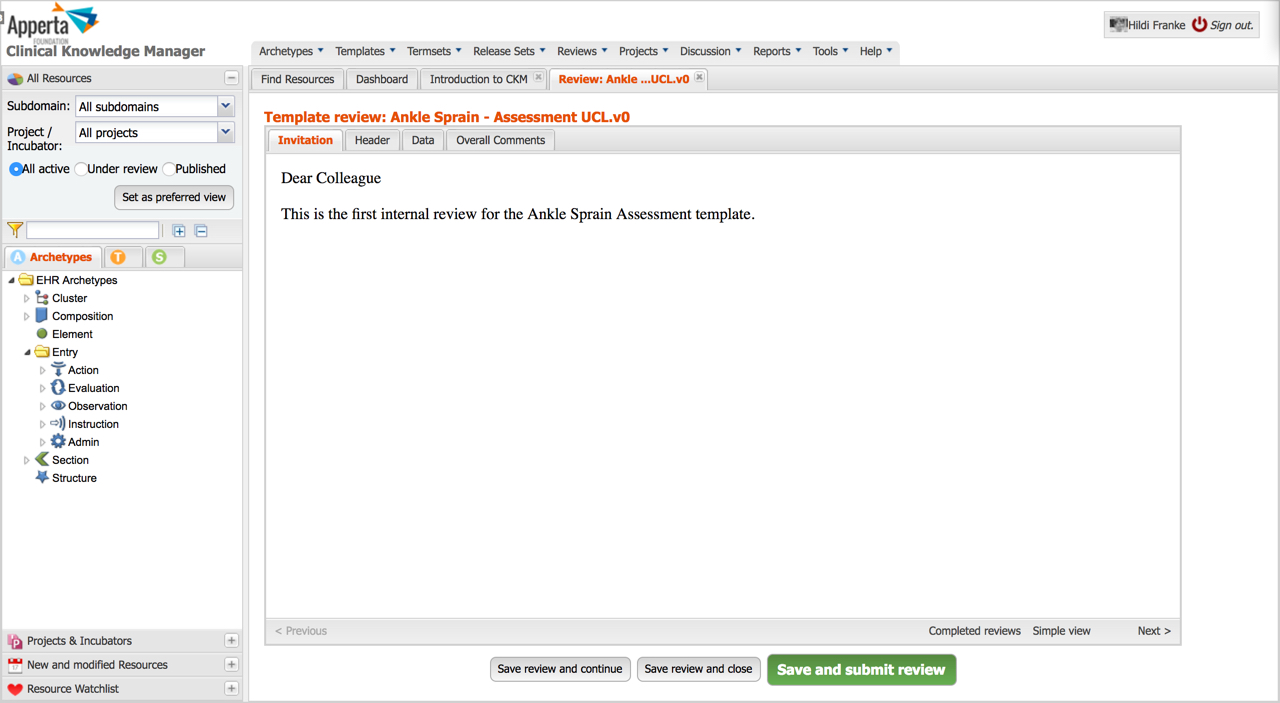 Apperta
FOUNDATION
Clinical Knowledge Manager
Hildi Franke Sign out.
Archetypes Templates Termsets Release Sets Reviews Projects Discussion Reports Tools Help
All Resources
Find Resources Dashboard Introduction to CKM Review: Ankle ...UCL.v0
Subdomain: All subdomains
Project / Incubator: All projects
All active Under review Published
Set as preferred view
A Archetypes T S
EHR Archetypes
Cluster
Composition
Element
Entry
Action
Evaluation
Observation
Instruction
Admin
Section
Structure
Projects & Incubators
New and modified Resources
Resource Watchlist
Template review: Ankle Sprain - Assessment UCL.v0
Invitation Header Data Overall Comments
Dear Colleague
This is the first internal review for the Ankle Sprain Assessment template.
< Previous Completed reviews Simple view Next >
Save review and continue Save review and close Save and submit review